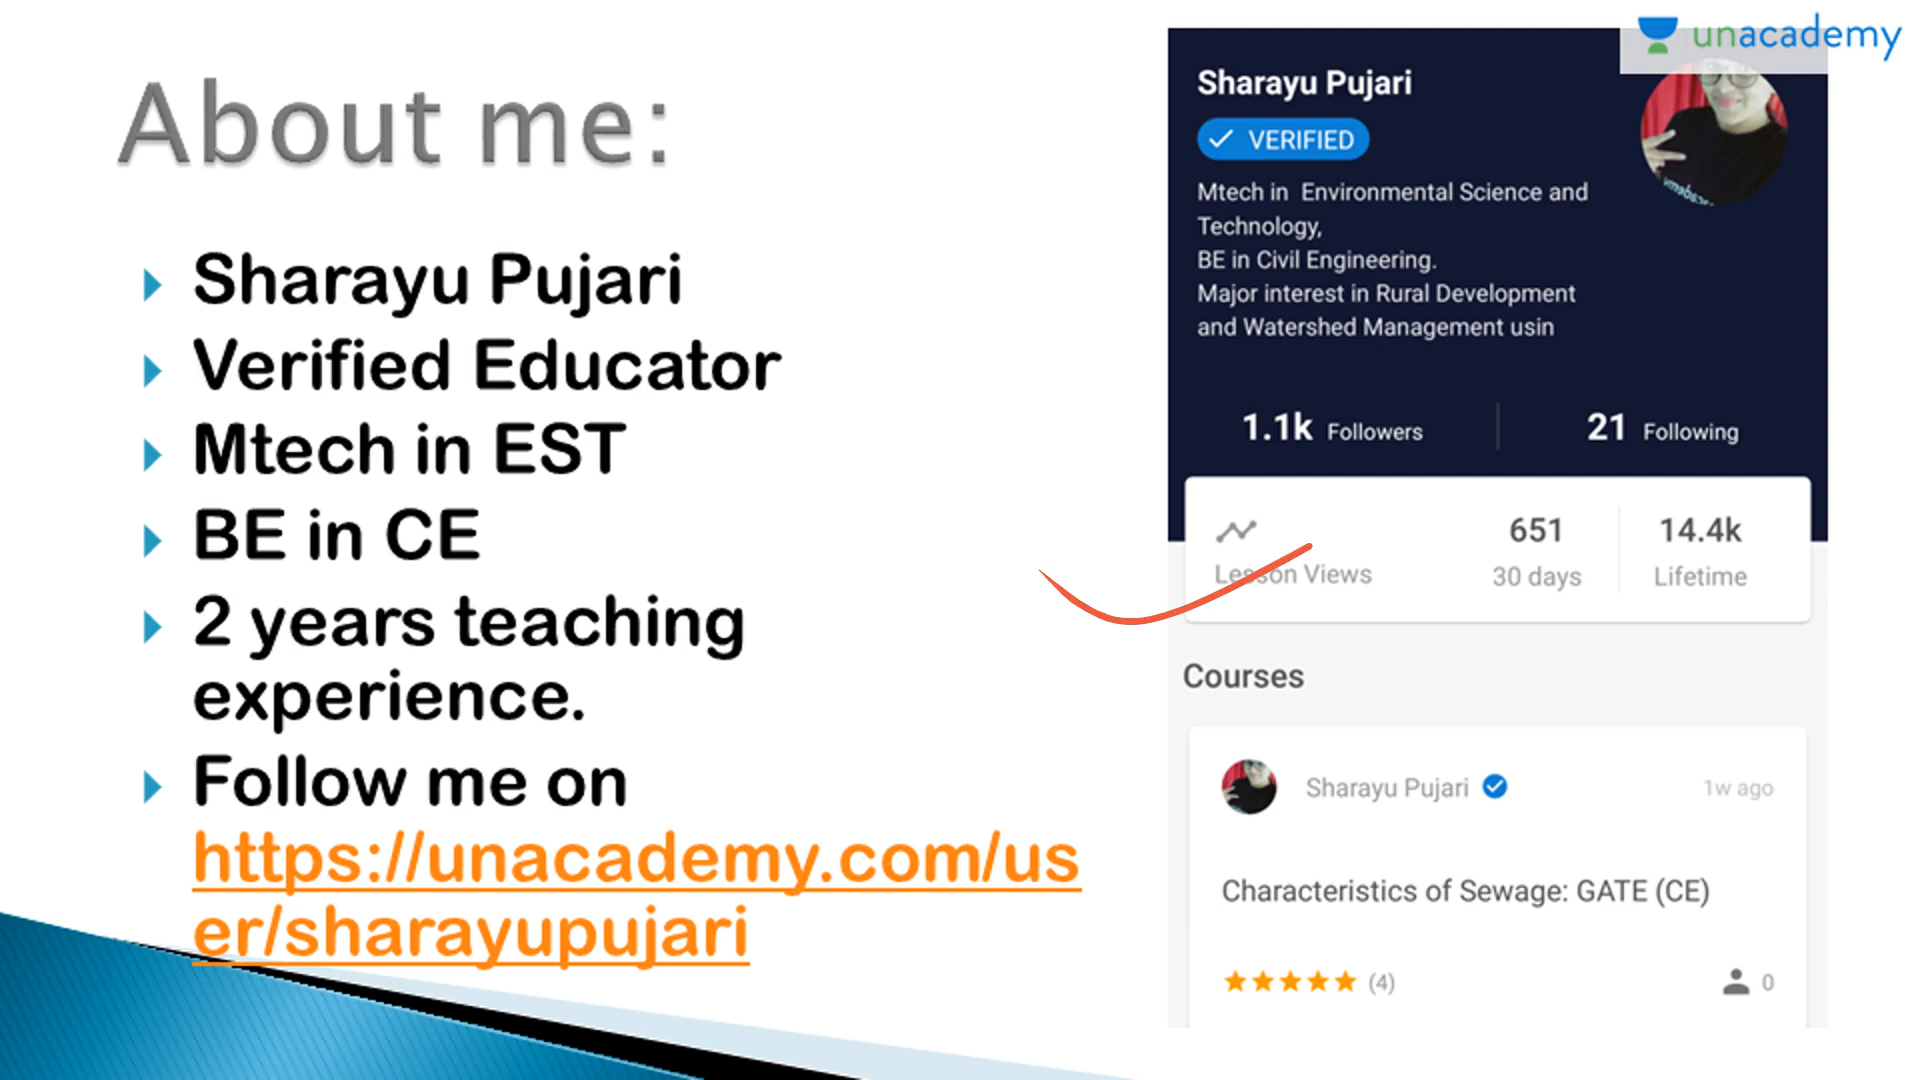 About me:
Sharayu Pujari
Verified Educator
Mtech in EST
BE in CE
2 years teaching
experience.
Follow me on
https://unacademy.com/us
er/sharayupujari
unacademy
Sharayu Pujari
VERIFIED
Mtech in Environmental Science and
Technology,
BE in Civil Engineering.
Major interest in Rural Development
and Watershed Management usin
1.1k Followers
21 Following
651
14.4k
Lesson Views
30 days
Lifetime
Courses
Sharayu Pujari
1w ago
Characteristics of Sewage: GATE (CE)
(4)
0